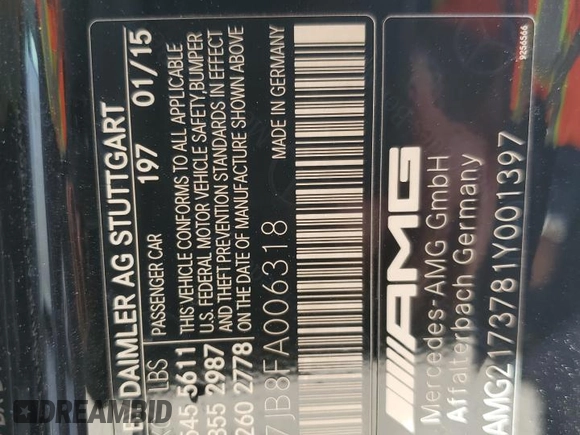 DAIMLER AG STUTTGART
197 01/15
PASSENGER CAR
LBS
5611
2987
260 2778
THIS VEHICLE CONFORMS TO ALL APPLICABLE
U.S. FEDERAL MOTOR VEHICLE SAFETY, BUMPER
AND THEFT PREVENTION STANDARDS IN EFFECT
ON THE DATE OF MANUFACTURE SHOWN ABOVE
7JB8FA006318
MADE IN GERMANY
9256566
AMG
Mercedes-AMG GmbH
Affalterbach Germany
AMG2173781Y001397
DREAMBID